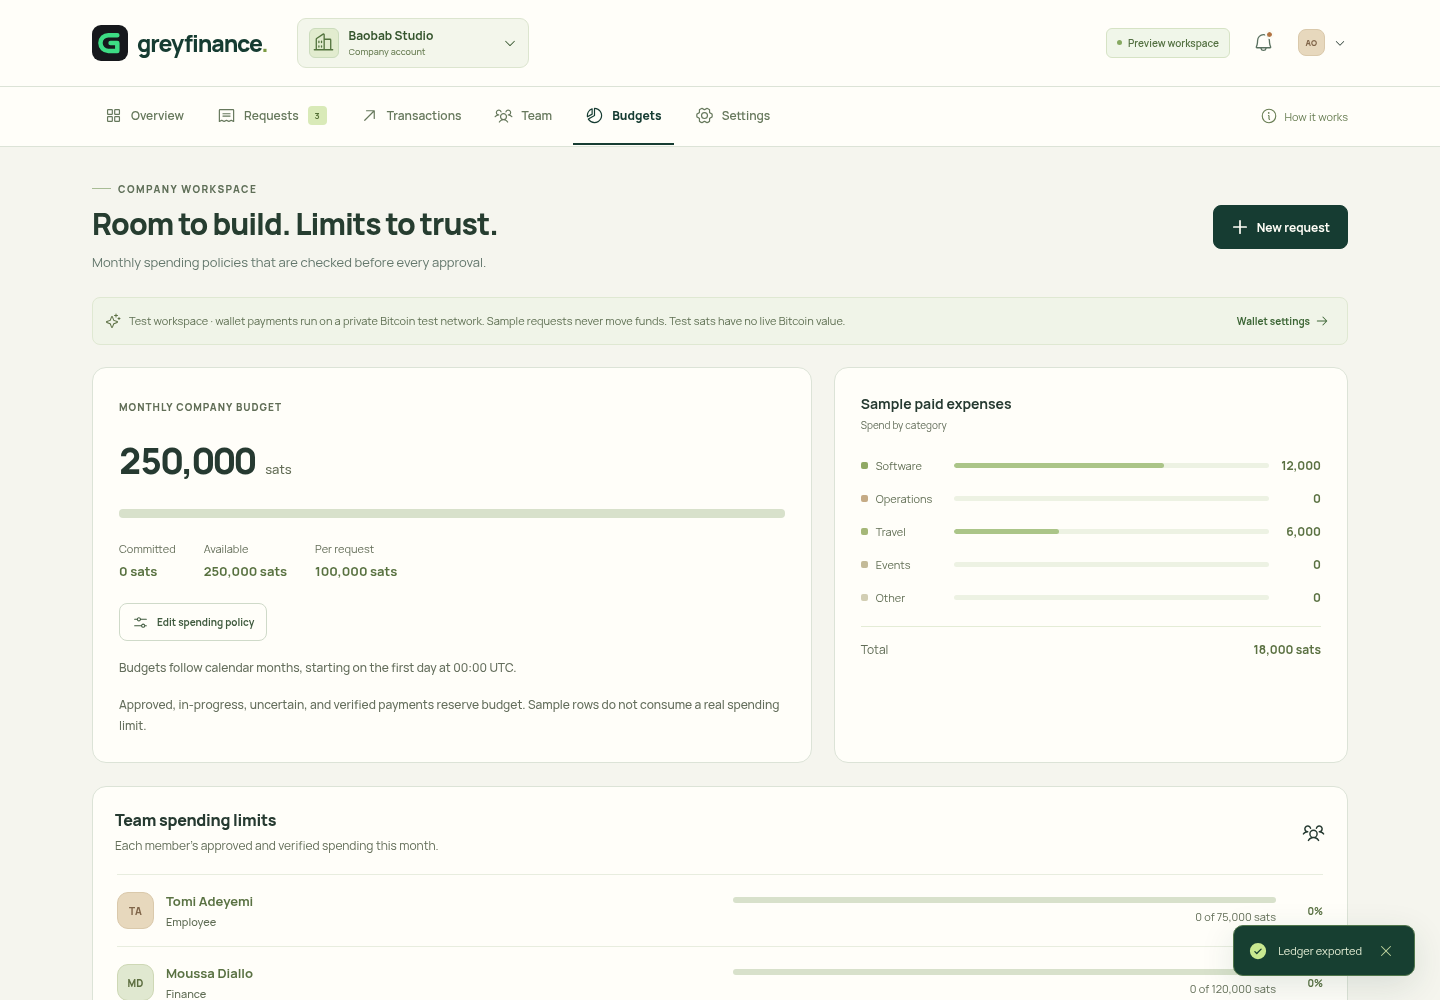 greyfinance.
Baobab Studio
Company account
Preview workspace
AO
Overview
Requests 3
Transactions
Team
Budgets
Settings
How it works
COMPANY WORKSPACE
Room to build. Limits to trust.
Monthly spending policies that are checked before every approval.
New request
Test workspace · wallet payments run on a private Bitcoin test network. Sample requests never move funds. Test sats have no live Bitcoin value.
Wallet settings
MONTHLY COMPANY BUDGET
250,000 sats
Committed
0 sats
Available
250,000 sats
Per request
100,000 sats
Edit spending policy
Budgets follow calendar months, starting on the first day at 00:00 UTC.
Approved, in-progress, uncertain, and verified payments reserve budget. Sample rows do not consume a real spending
limit.
Sample paid expenses
Spend by category
Software 12,000
Operations 0
Travel 6,000
Events 0
Other 0
Total 18,000 sats
Team spending limits
Each member's approved and verified spending this month.
TA
Tomi Adeyemi
Employee
0 of 75,000 sats
0%
MD
Moussa Diallo
Finance
0 of 120,000 sats
0%
Ledger exported